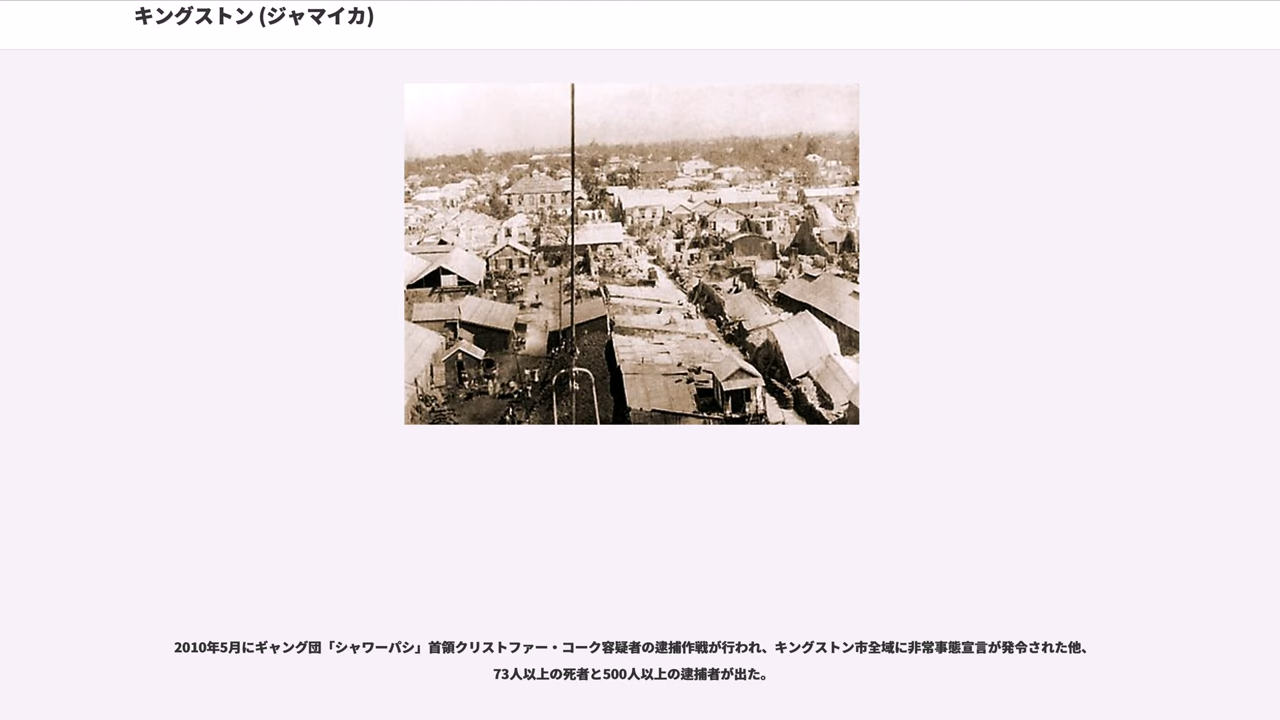 キングストン (ジャマイカ)
2010年5月にギャング団「シャワーパシ」首領クリストファー・コーク容疑者の逮捕作戦が行われ、キングストン市全域に非常事態宣言が発令された他、
73人以上の死者と500人以上の逮捕者が出た。